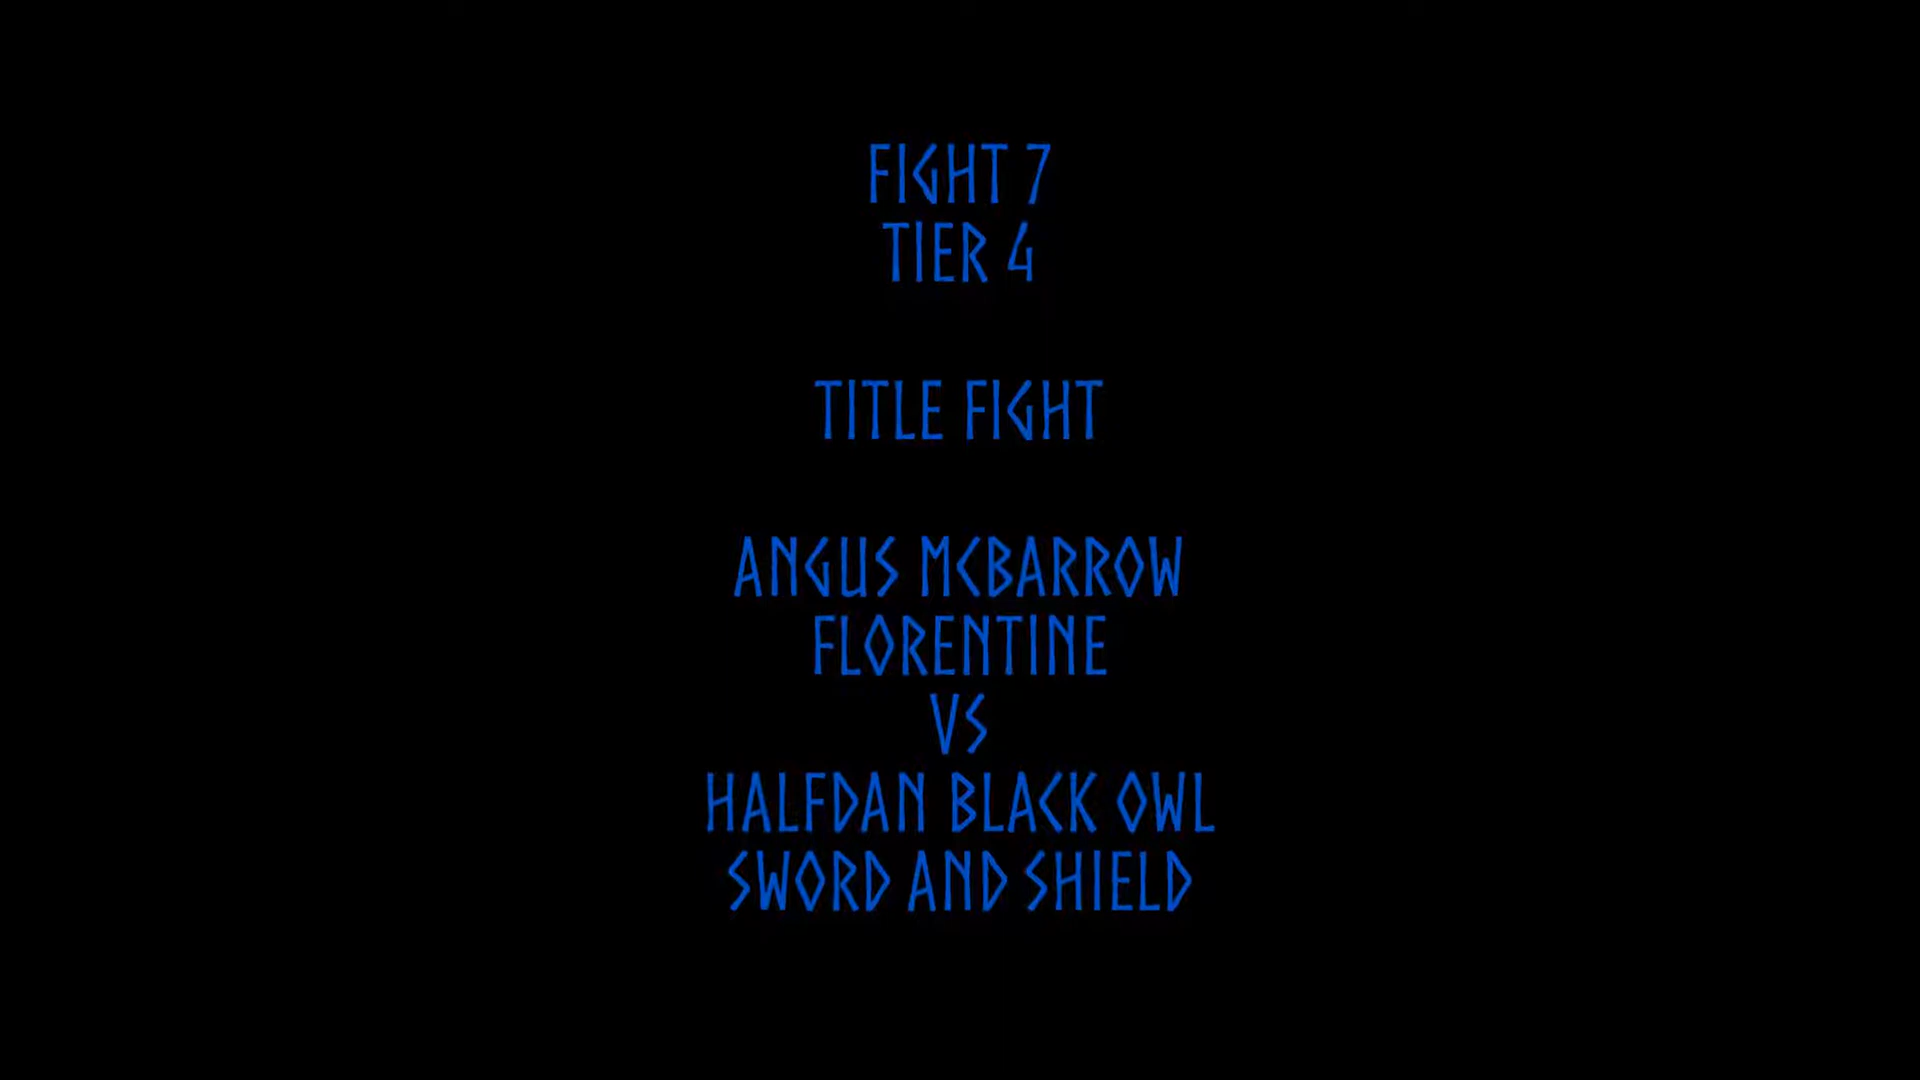 FIGHT 7
TIER 4
TITLE FIGHT
ANGUS MCBARROW
FLORENTINE
VS
HALFDAN BLACK OWL
SWORD AND SHIELD